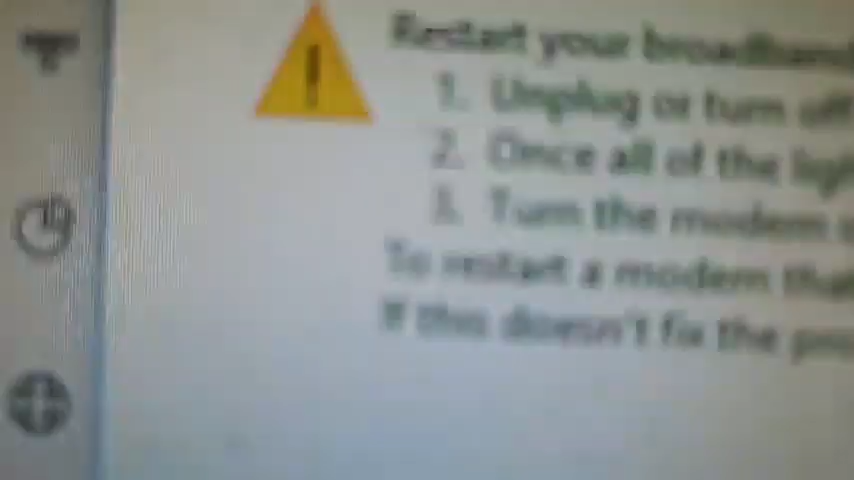 Restart your broadband
1. Unplug or turn off
2. Once all of the
3. Turn the modem
To restart a modem that
If this doesn't fix the